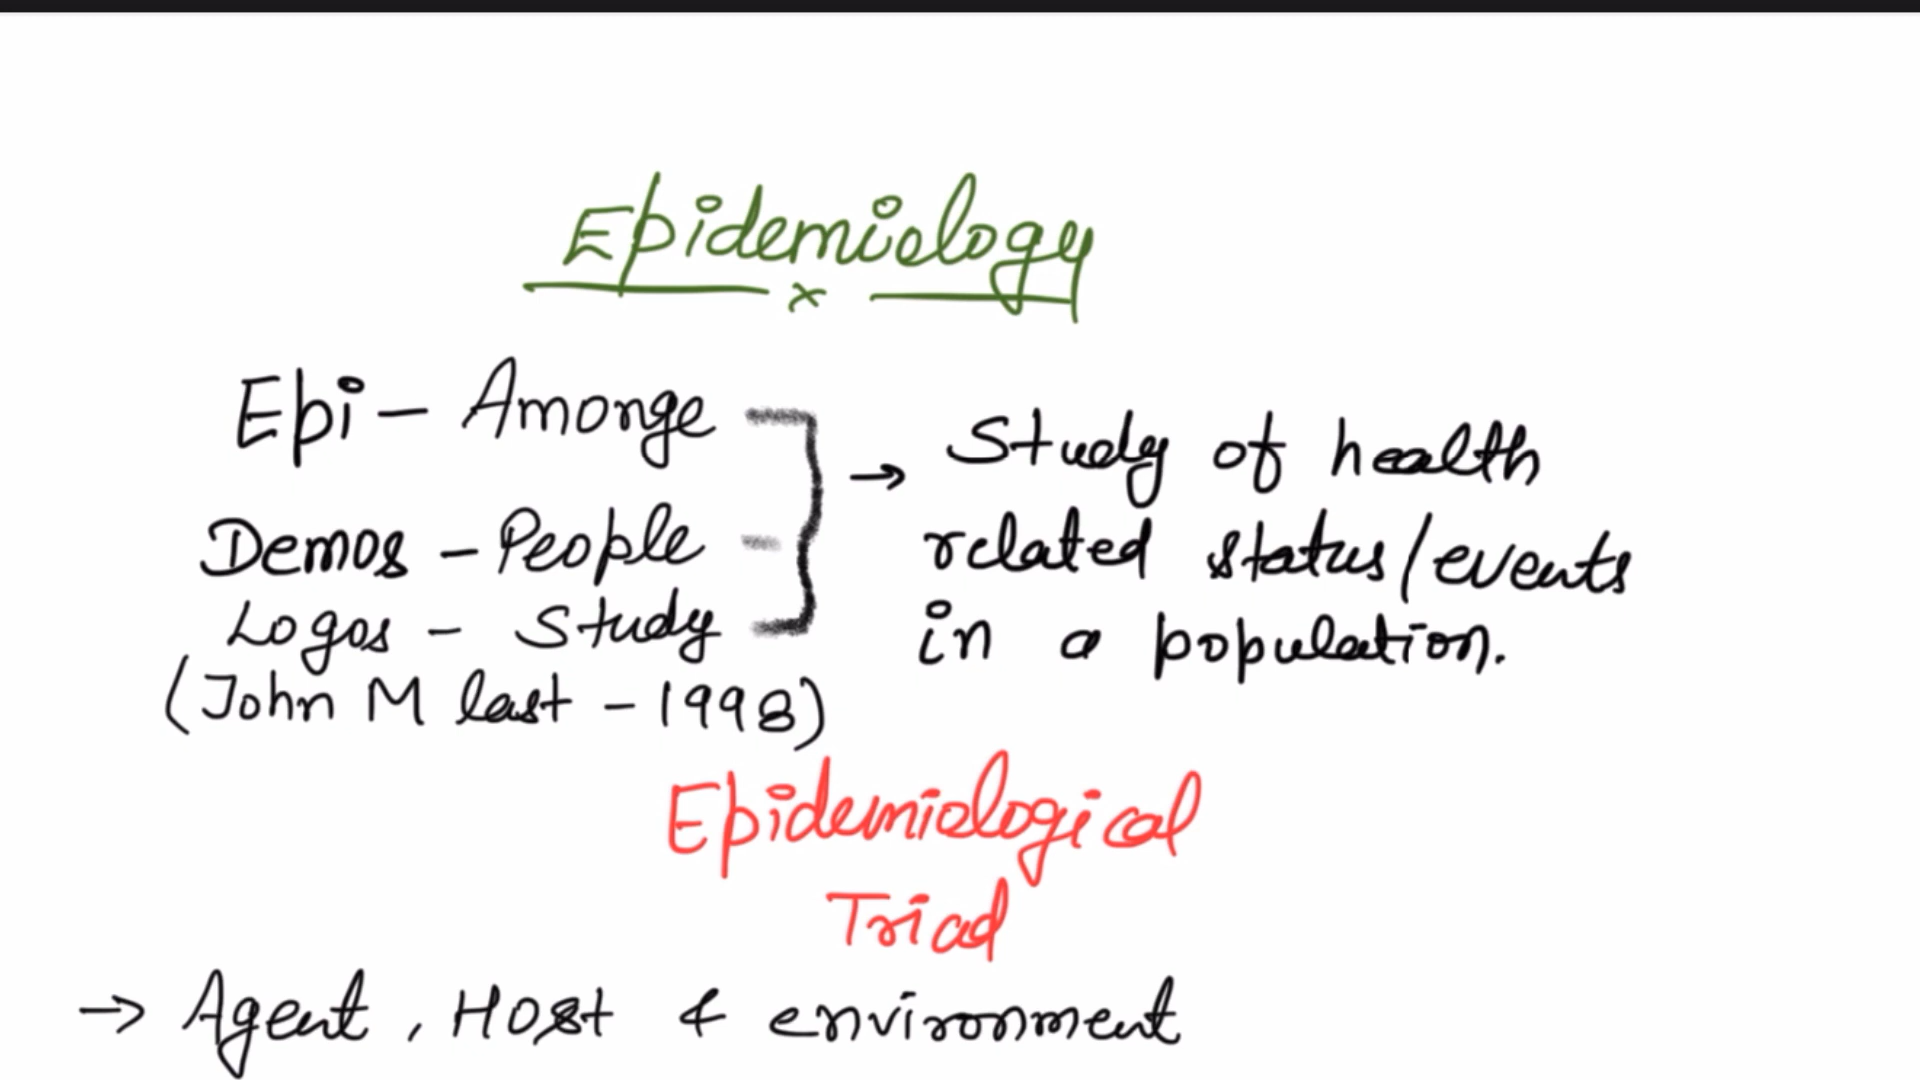 Epidemiology
x
Epi - Amonge
Demos - People
Logos - Study
(John M last - 1998)
→ Study of health
related status/events
in a population.
Epidemiological
Triad
→ Agent, Host & environment